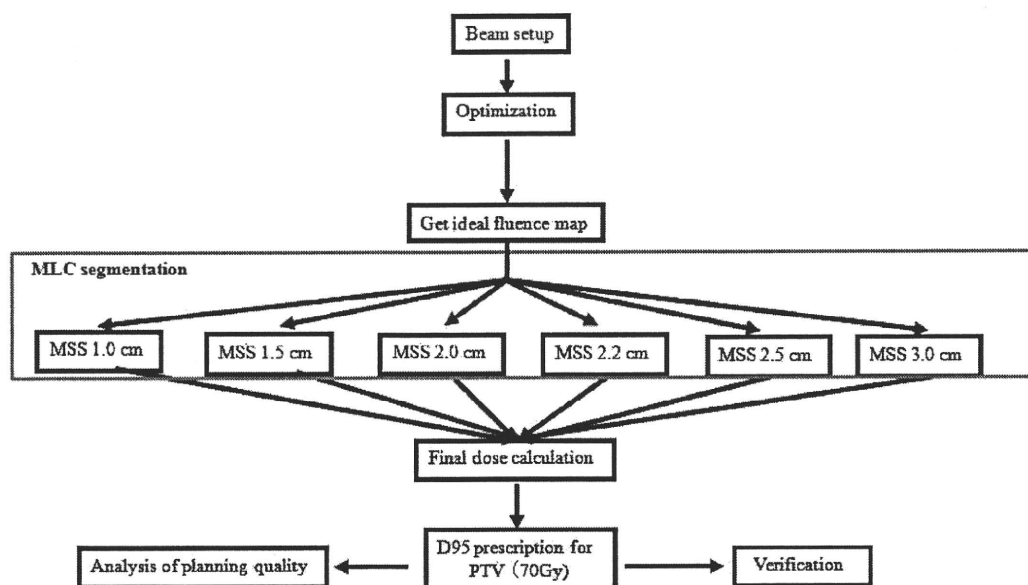 Beam setup
Optimization
Get ideal fluence map
MLC segmentation
MSS 1.0 cm
MSS 1.5 cm
MSS 2.0 cm
MSS 2.2 cm
MSS 2.5 cm
MSS 3.0 cm
Final dose calculation
Analysis of planning quality
D95 prescription for
PTV (70Gy)
Verification